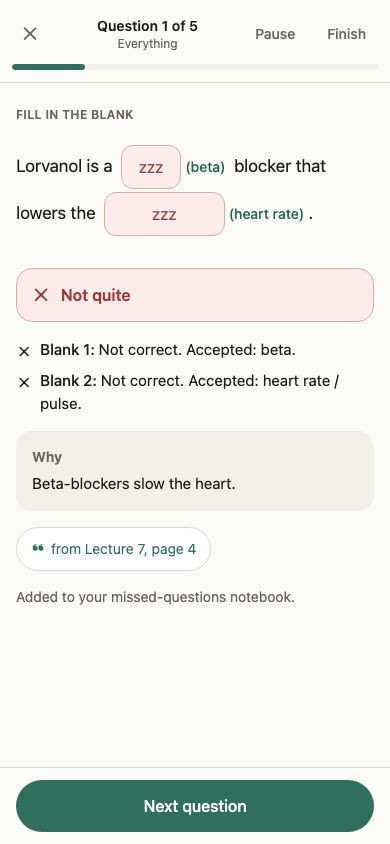 Question 1 of 5
Everything
Pause
Finish
FILL IN THE BLANK
Lorvanol is a zzz (beta) blocker that
lowers the zzz (heart rate) .
Not quite
Blank 1: Not correct. Accepted: beta.
Blank 2: Not correct. Accepted: heart rate /
pulse.
Why
Beta-blockers slow the heart.
❝ from Lecture 7, page 4
Added to your missed-questions notebook.
Next question